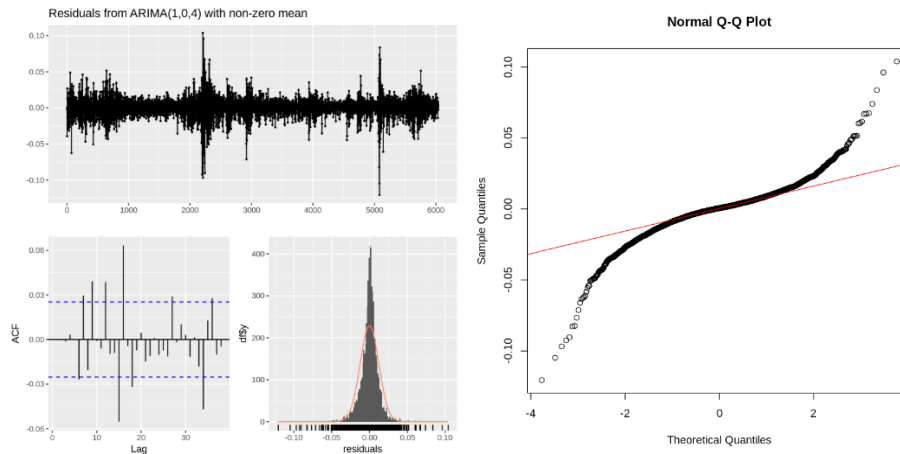 Residuals from ARIMA(1,0,4) with non-zero mean
0.10
0.05
0.00
-0.05
-0.10
0 1000 2000 3000 4000 5000 6000
ACF
0.06
0.03
0.00
-0.03
-0.06
10 20 30
Lag
df$y
400
300
200
100
0
-0.10 -0.05 0.00 0.05 0.10
residuals
Normal Q-Q Plot
Sample Quantiles
0.10
0.05
0.00
-0.05
-0.10
-4 -2 0 2
Theoretical Quantiles